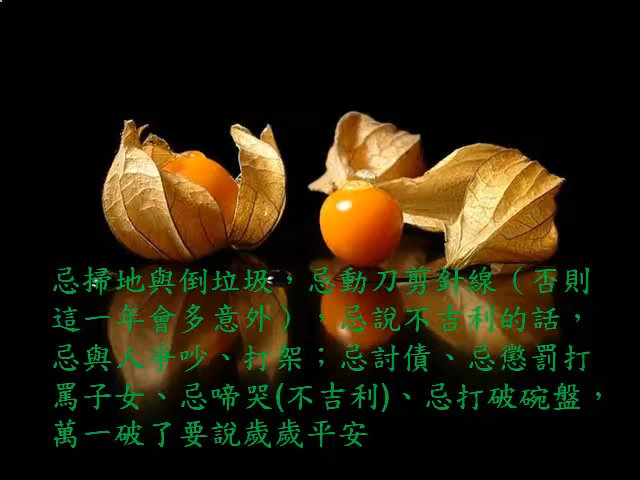 忌掃地與倒垃圾，忌動刀剪針線（否則
這一年會多意外），忌說不吉利的話，
忌與人爭吵、打架；忌討債、忌懲罰打
罵子女、忌啼哭(不吉利)、忌打破碗盤，
萬一破了要說歲歲平安